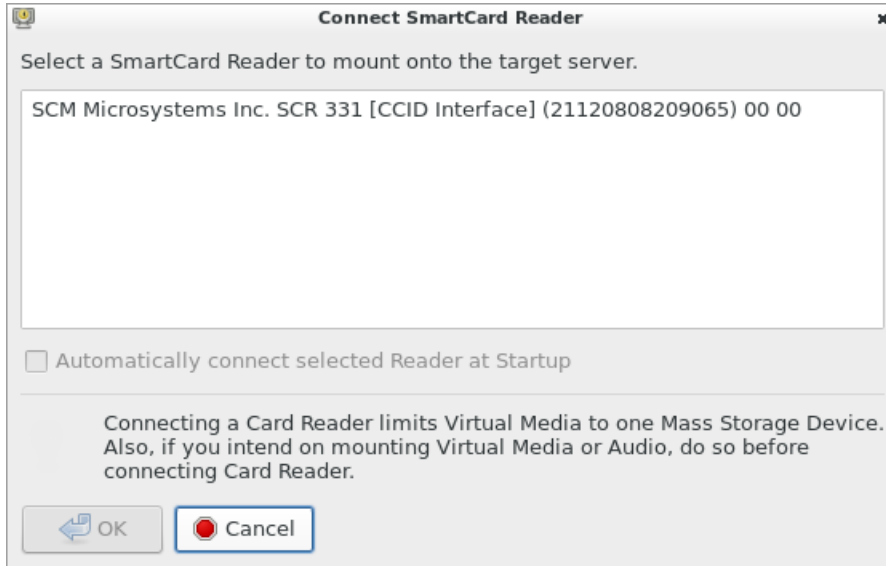 Connect SmartCard Reader
Select a SmartCard Reader to mount onto the target server.
SCM Microsystems Inc. SCR 331 [CCID Interface] (21120808209065) 00 00
Automatically connect selected Reader at Startup
Connecting a Card Reader limits Virtual Media to one Mass Storage Device.
Also, if you intend on mounting Virtual Media or Audio, do so before
connecting Card Reader.
OK
Cancel